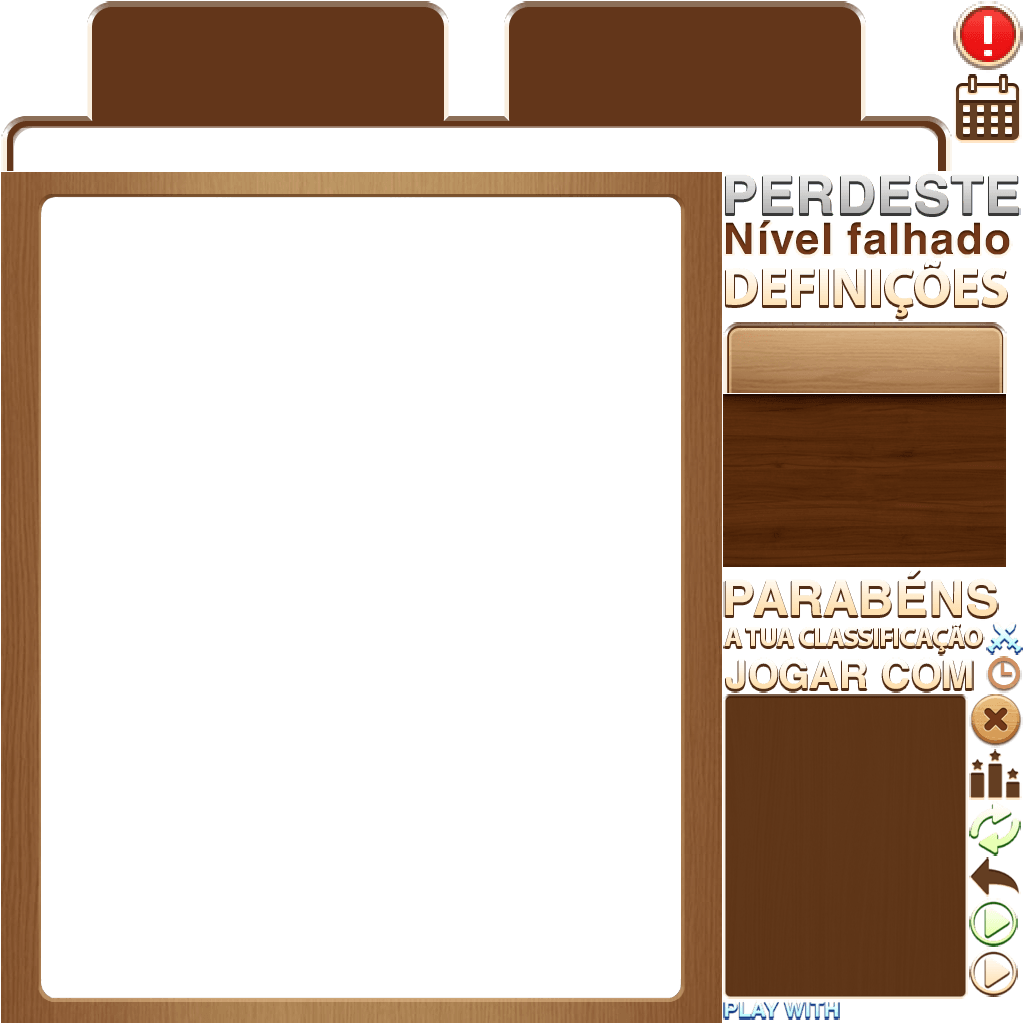 PERDESTE
Nível falhado
DEFINIÇÕES
PARABÉNS
A TUA CLASSIFICAÇÃO
JOGAR COM
PLAY WITH